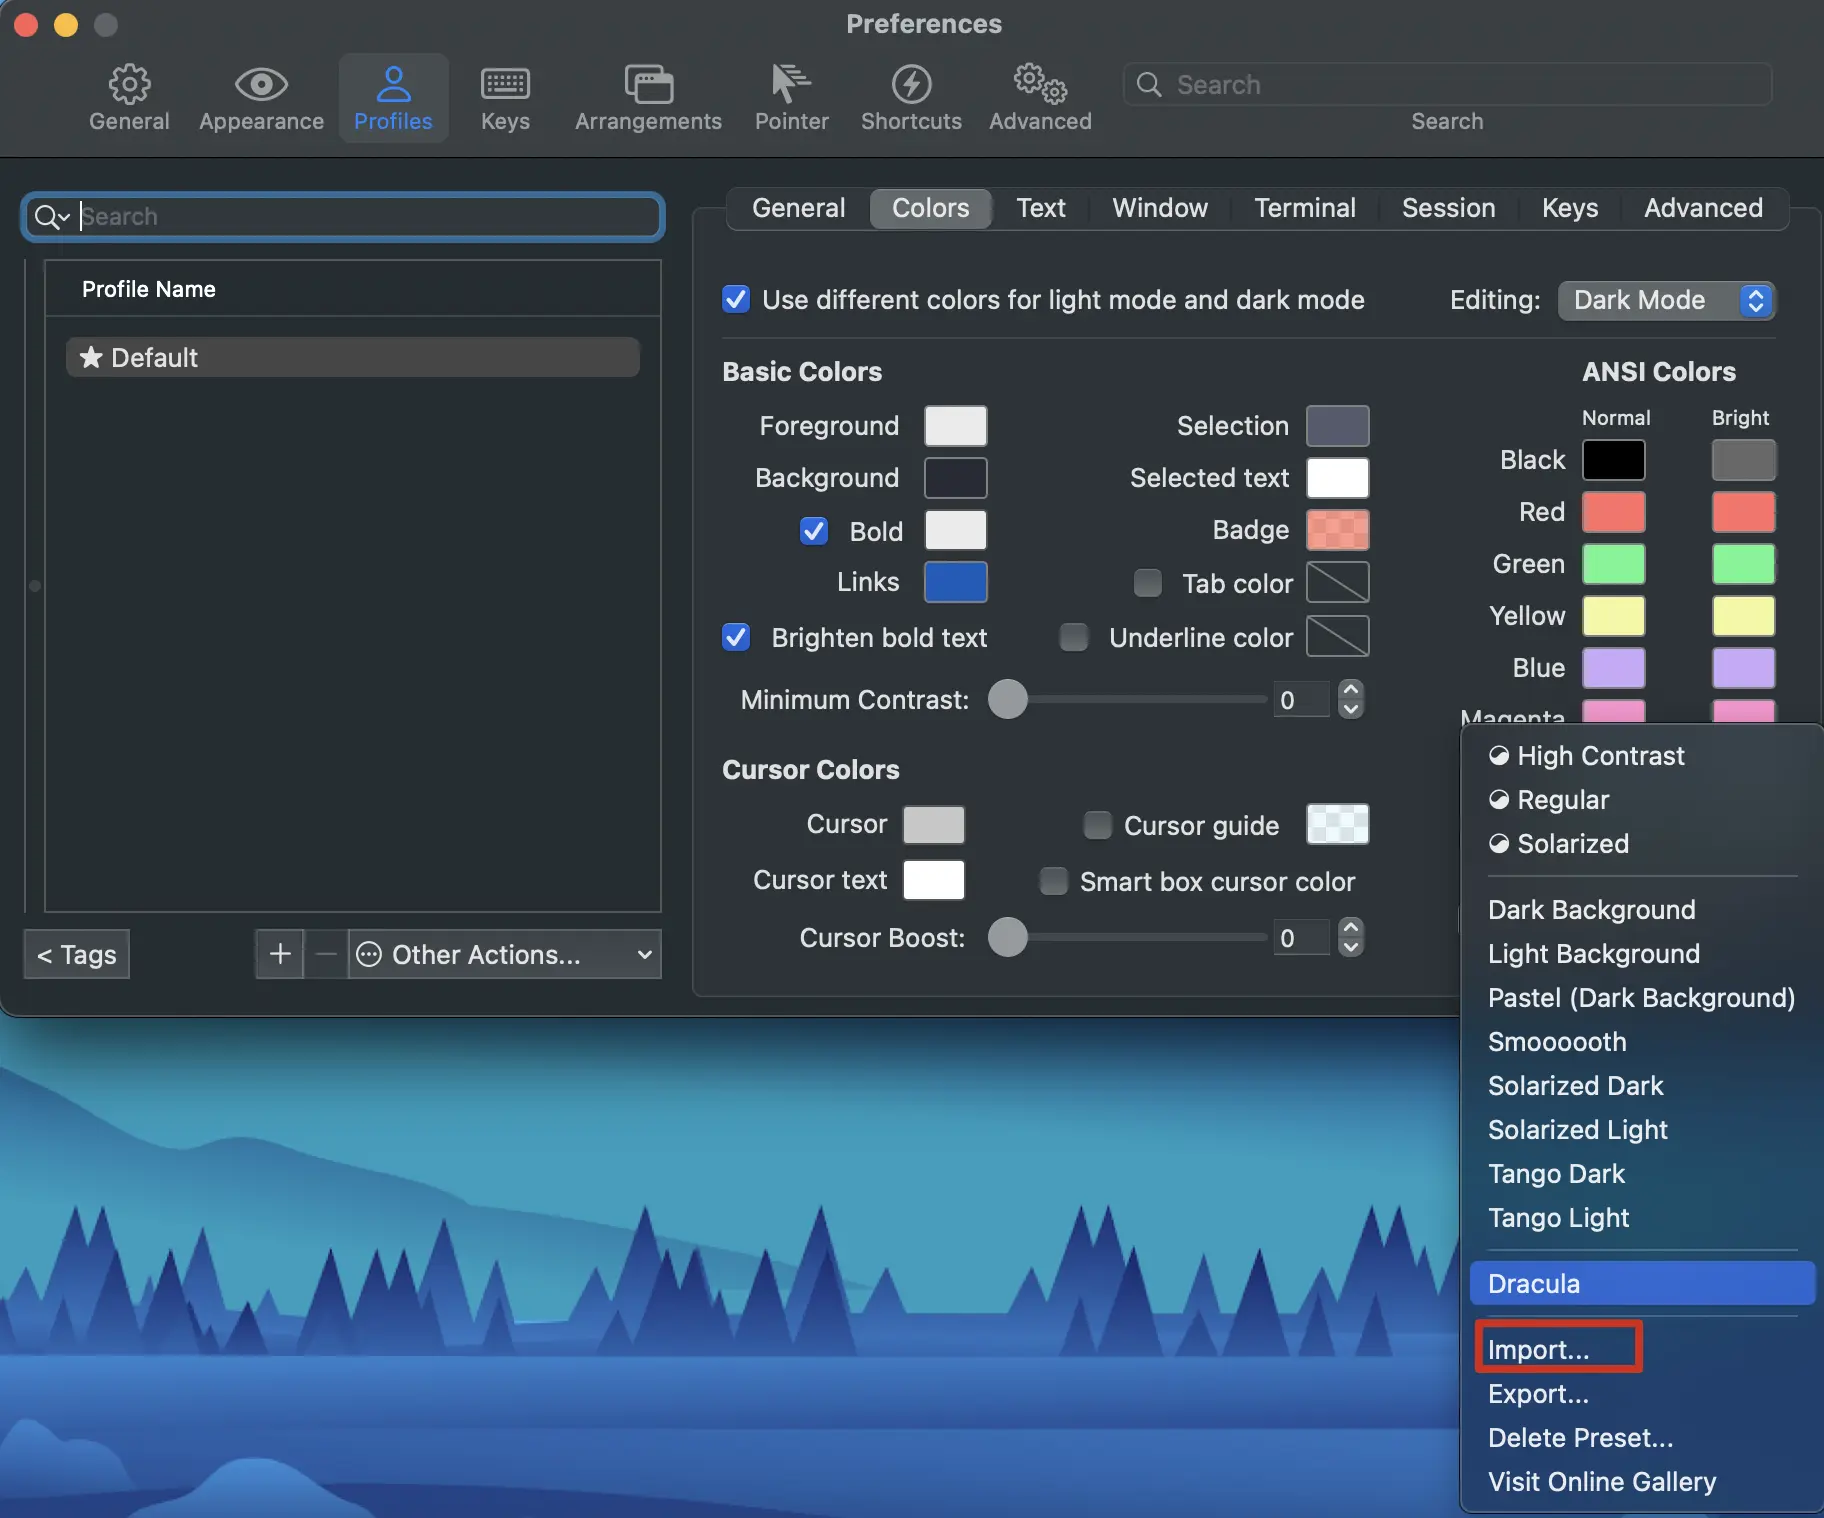 Preferences
General
Appearance
Profiles
Keys
Arrangements
Pointer
Shortcuts
Advanced
Search
Search
Search
Profile Name
Default
< Tags
+
−
Other Actions...
General
Colors
Text
Window
Terminal
Session
Keys
Advanced
Use different colors for light mode and dark mode
Editing:
Dark Mode
Basic Colors
Foreground
Background
Bold
Links
Brighten bold text
Selection
Selected text
Badge
Tab color
Underline color
Minimum Contrast:
0
Cursor Colors
Cursor
Cursor text
Cursor guide
Smart box cursor color
Cursor Boost:
0
ANSI Colors
Normal
Bright
Black
Red
Green
Yellow
Blue
Magenta
High Contrast
Regular
Solarized
Dark Background
Light Background
Pastel (Dark Background)
Smoooooth
Solarized Dark
Solarized Light
Tango Dark
Tango Light
Dracula
Import...
Export...
Delete Preset...
Visit Online Gallery